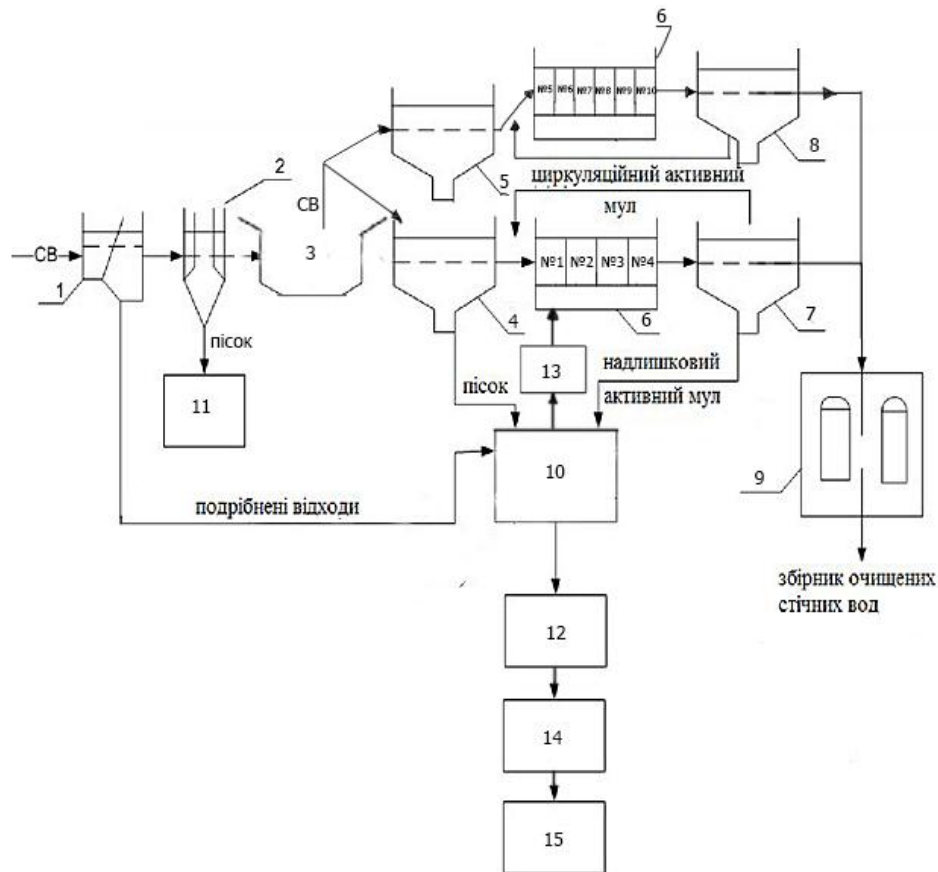 6
№5 №6 №7 №8 №9 №10
2
5
8
циркуляційний активний
мул
СВ
СВ
3
№1 №2 №3 №4
1
4
6
7
пісок
13
надлишковий
активний мул
пісок
11
10
9
подрібнені відходи
збірник очищених
стічних вод
12
14
15